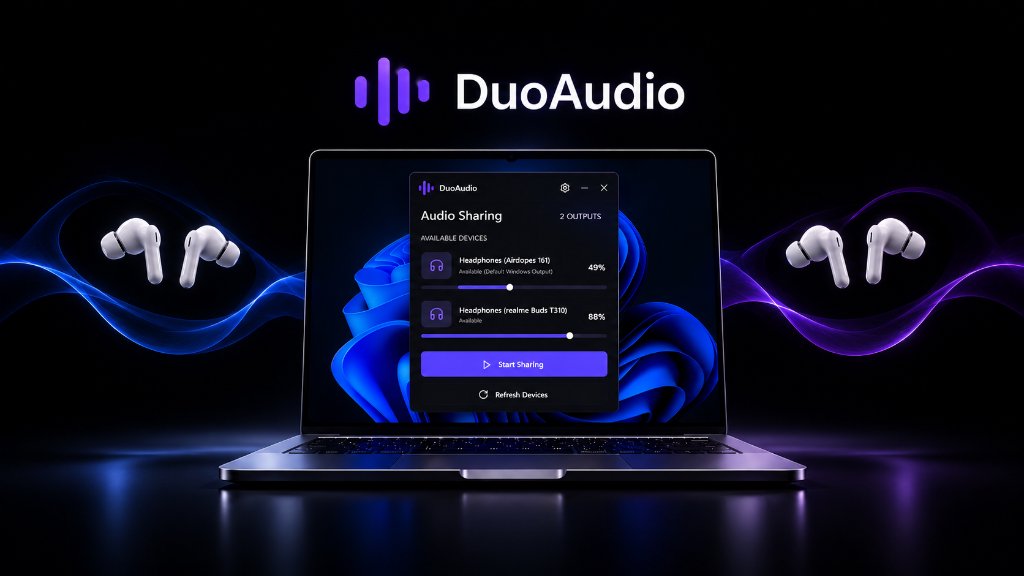 DuoAudio
DuoAudio
Audio Sharing
2 OUTPUTS
AVAILABLE DEVICES
Headphones (Airdopes 161)
Available (Default Windows Output)
49%
Headphones (realme Buds T310)
Available
88%
Start Sharing
Refresh Devices